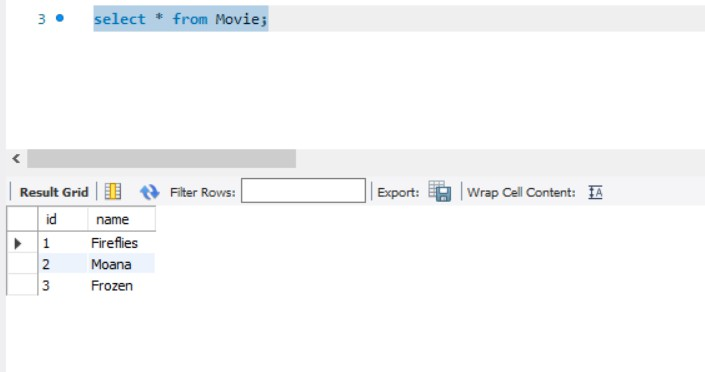 3 select * from Movie;
Result Grid Filter Rows: Export: Wrap Cell Content: IA
id name
1 Fireflies
2 Moana
3 Frozen